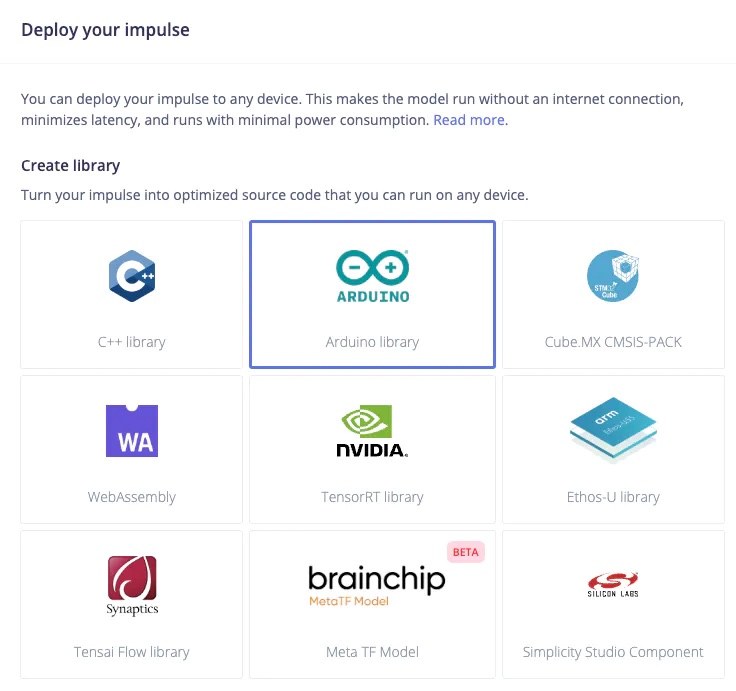 Deploy your impulse
You can deploy your impulse to any device. This makes the model run without an internet connection,
minimizes latency, and runs with minimal power consumption. Read more.
Create library
Turn your impulse into optimized source code that you can run on any device.
C++
ARDUINO
STM32
Cube
C++ library
Arduino library
Cube.MX CMSIS-PACK
WA
NVIDIA.
arm
WebAssembly
TensorRT library
Ethos-U library
Synaptics
BETA
brainchip
MetaTF Model
SILICON LABS
Tensai Flow library
Meta TF Model
Simplicity Studio Component